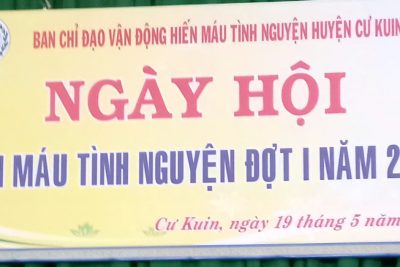 BAN CHỈ ĐẠO VẬN ĐỘNG HIẾN MÁU TÌNH NGUYỆN HUYỆN CƯ KUIN
NGÀY HỘI
MÁU TÌNH NGUYỆN ĐỢT I NĂM 2
Cư Kuin, ngày 19 tháng 5 năm